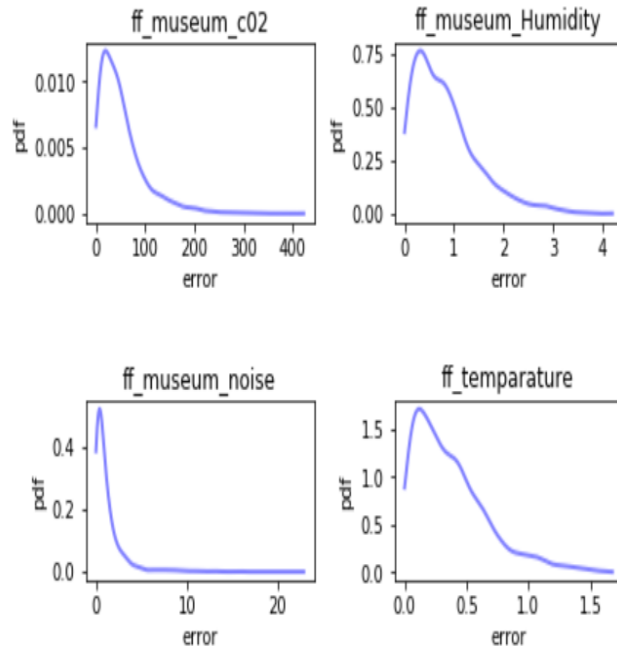 ff_museum_c02
pdf
0.010
0.005
0.000
0 100 200 300 400
error
ff_museum_Humidity
pdf
0.75
0.50
0.25
0.00
0 1 2 3 4
error
ff_museum_noise
pdf
0.4
0.2
0.0
0 10 20
error
ff_temparature
pdf
1.5
1.0
0.5
0.0
0.0 0.5 1.0 1.5
error